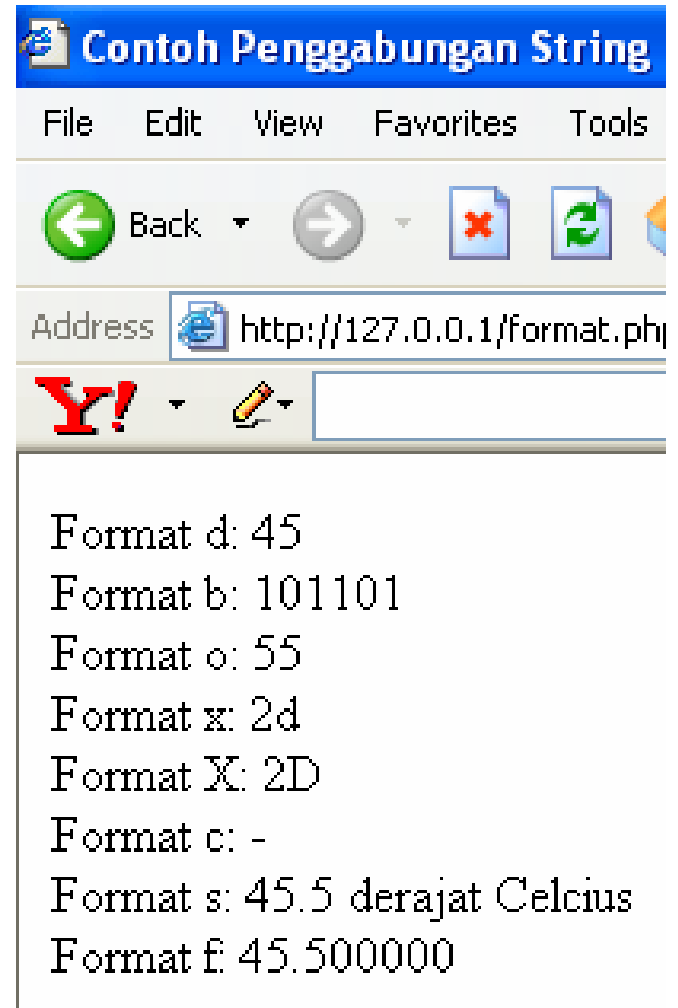 Contoh Penggabungan String
File Edit View Favorites Tools
Back
Address http://127.0.0.1/format.php
Y!
Format d: 45
Format b: 101101
Format o: 55
Format x: 2d
Format X: 2D
Format c: -
Format s: 45.5 derajat Celcius
Format f: 45.500000